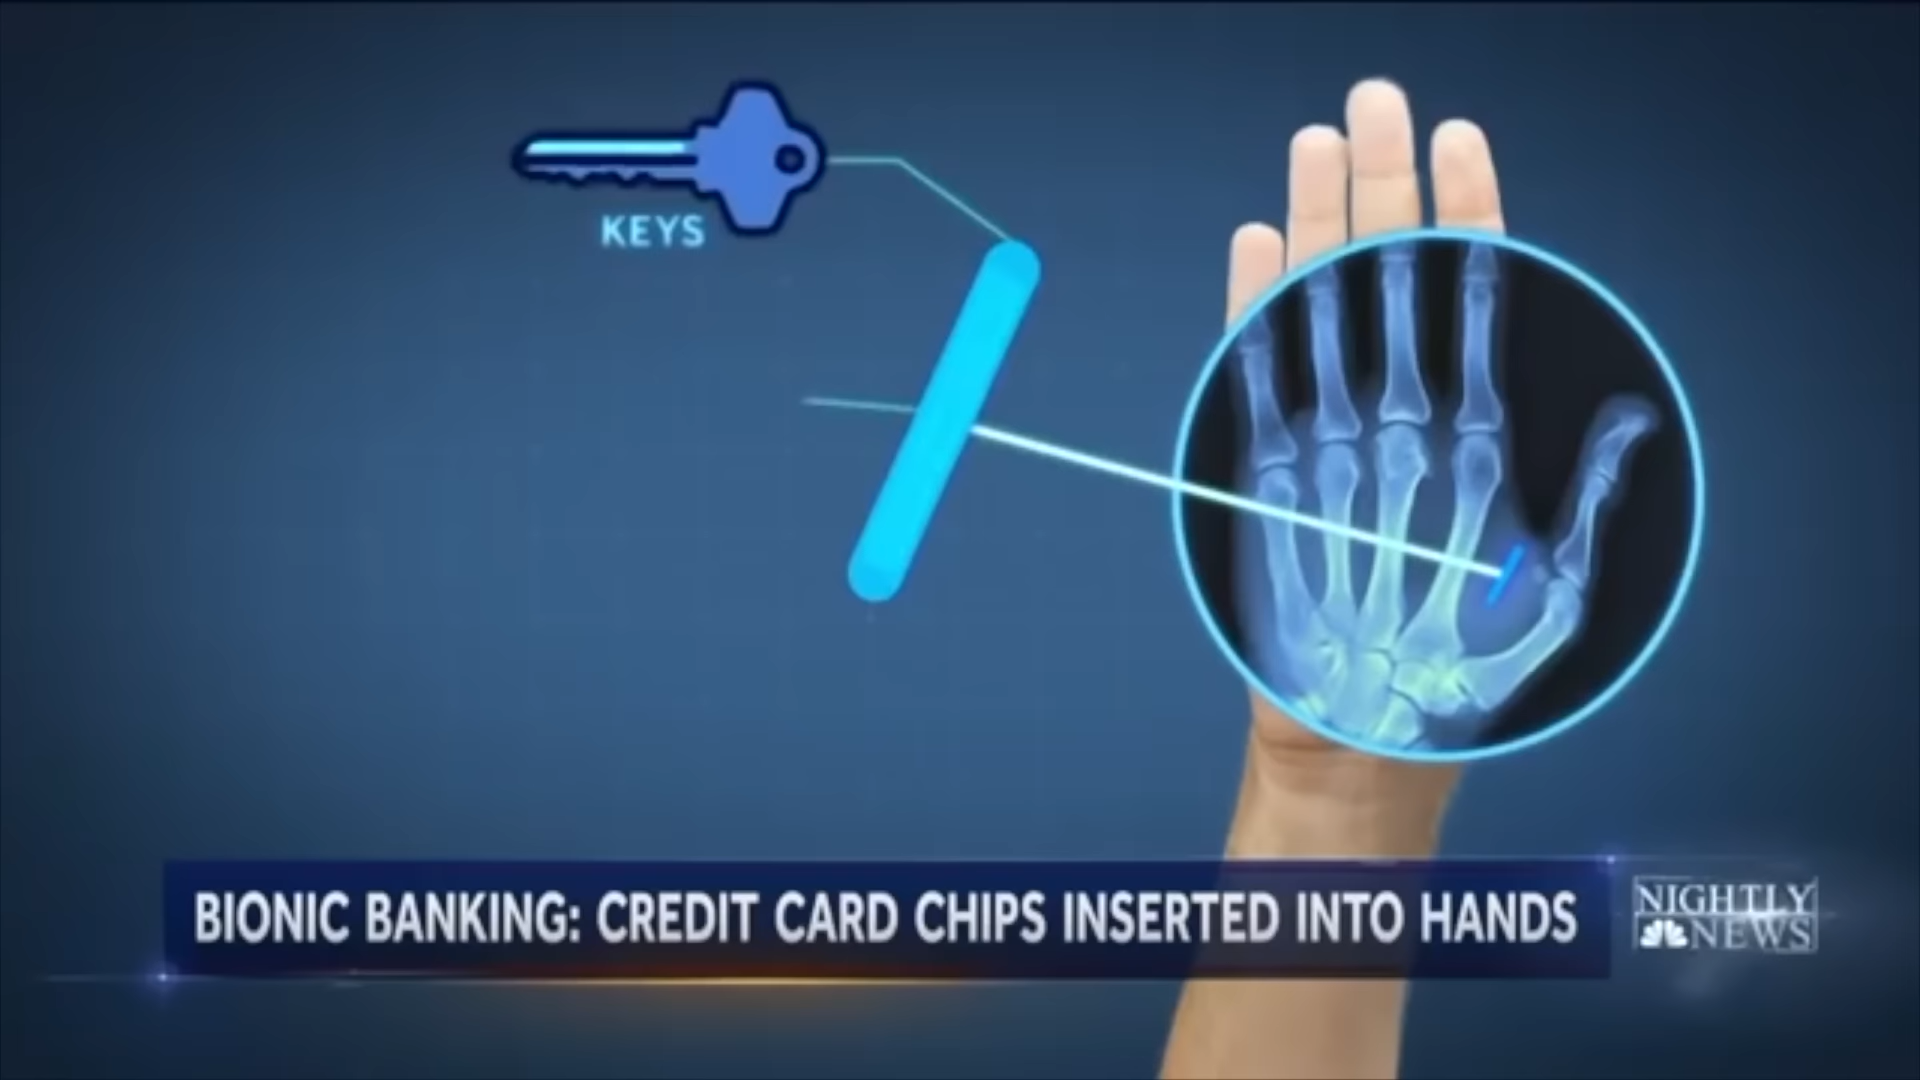 KEYS
BIONIC BANKING: CREDIT CARD CHIPS INSERTED INTO HANDS
NIGHTLY
NEWS